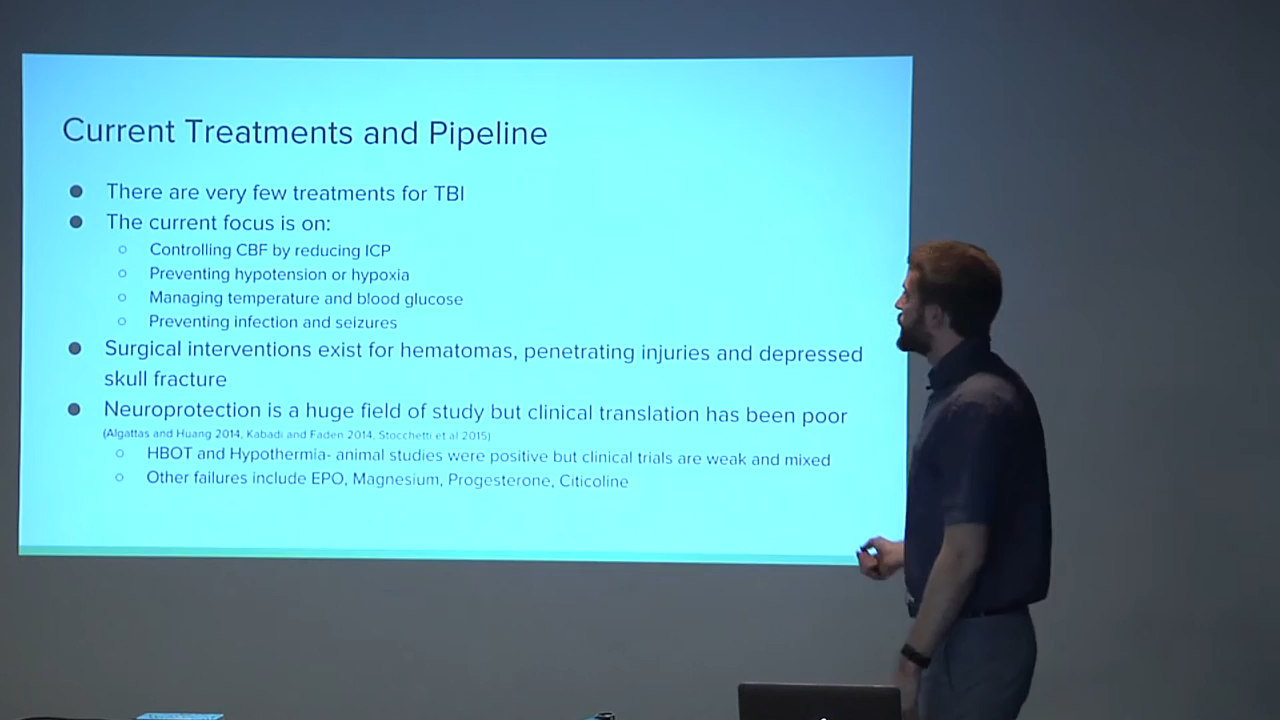 Current Treatments and Pipeline
● There are very few treatments for TBI
● The current focus is on:
○ Controlling CBF by reducing ICP
○ Preventing hypotension or hypoxia
○ Managing temperature and blood glucose
○ Preventing infection and seizures
● Surgical interventions exist for hematomas, penetrating injuries and depressed
skull fracture
● Neuroprotection is a huge field of study but clinical translation has been poor
(Algattas and Huang 2014, Kabadi and Faden 2014, Stocchetti et al 2015)
○ HBOT and Hypothermia- animal studies were positive but clinical trials are weak and mixed
○ Other failures include EPO, Magnesium, Progesterone, Citicoline